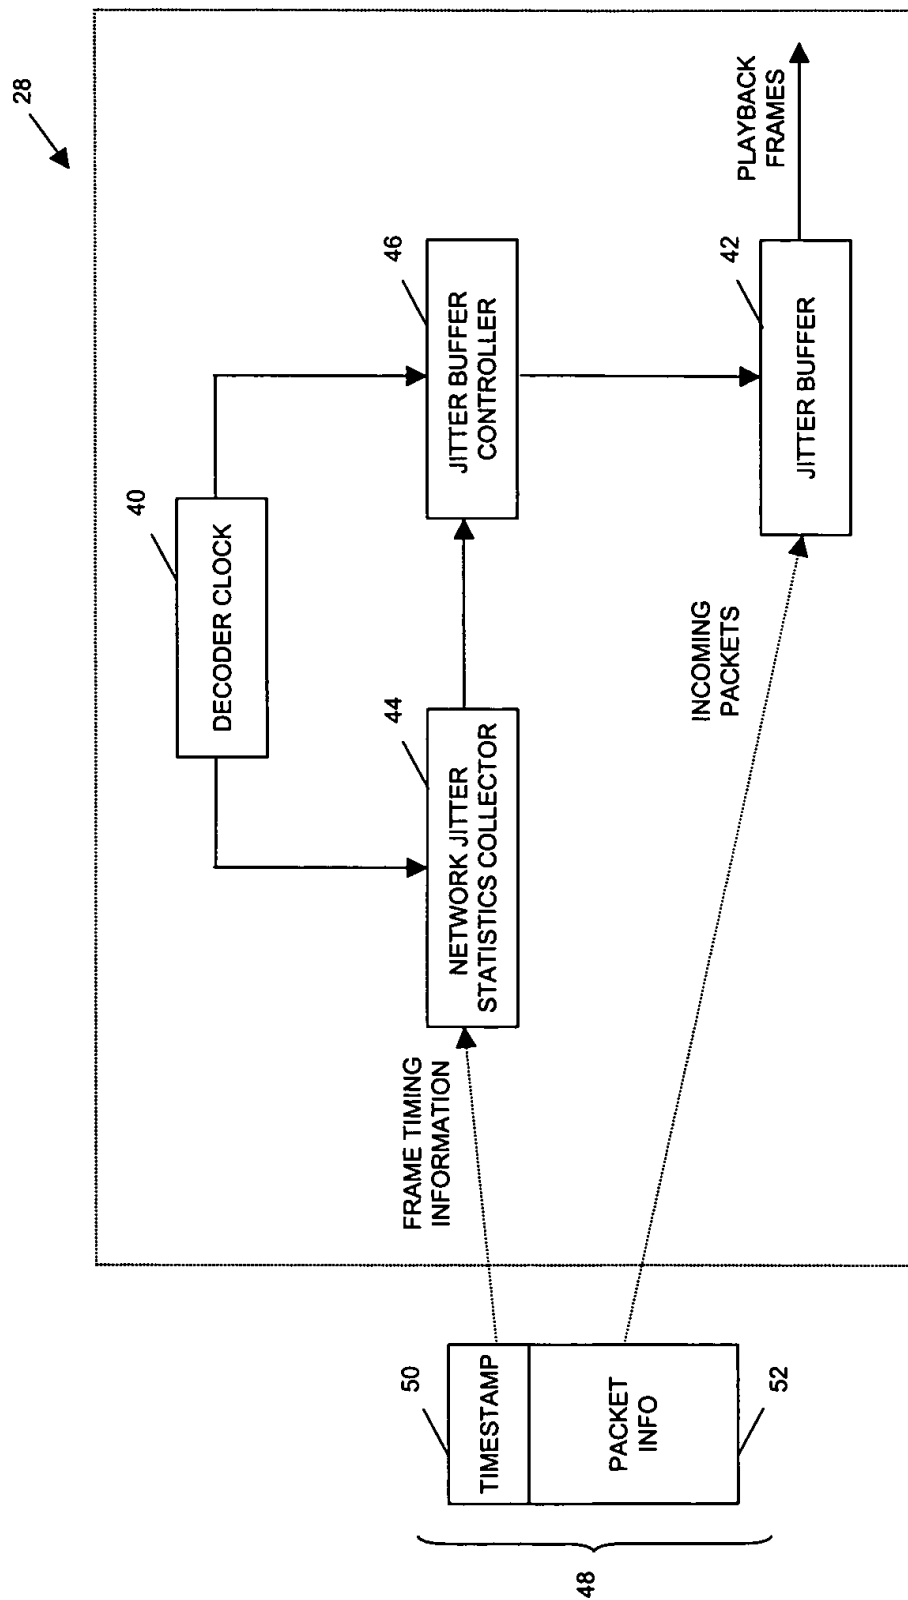 28
40
DECODER CLOCK
44
NETWORK JITTER
STATISTICS COLLECTOR
46
JITTER BUFFER
CONTROLLER
FRAME TIMING
INFORMATION
50
TIMESTAMP
PACKET
INFO
52
48
INCOMING
PACKETS
42
JITTER BUFFER
PLAYBACK
FRAMES